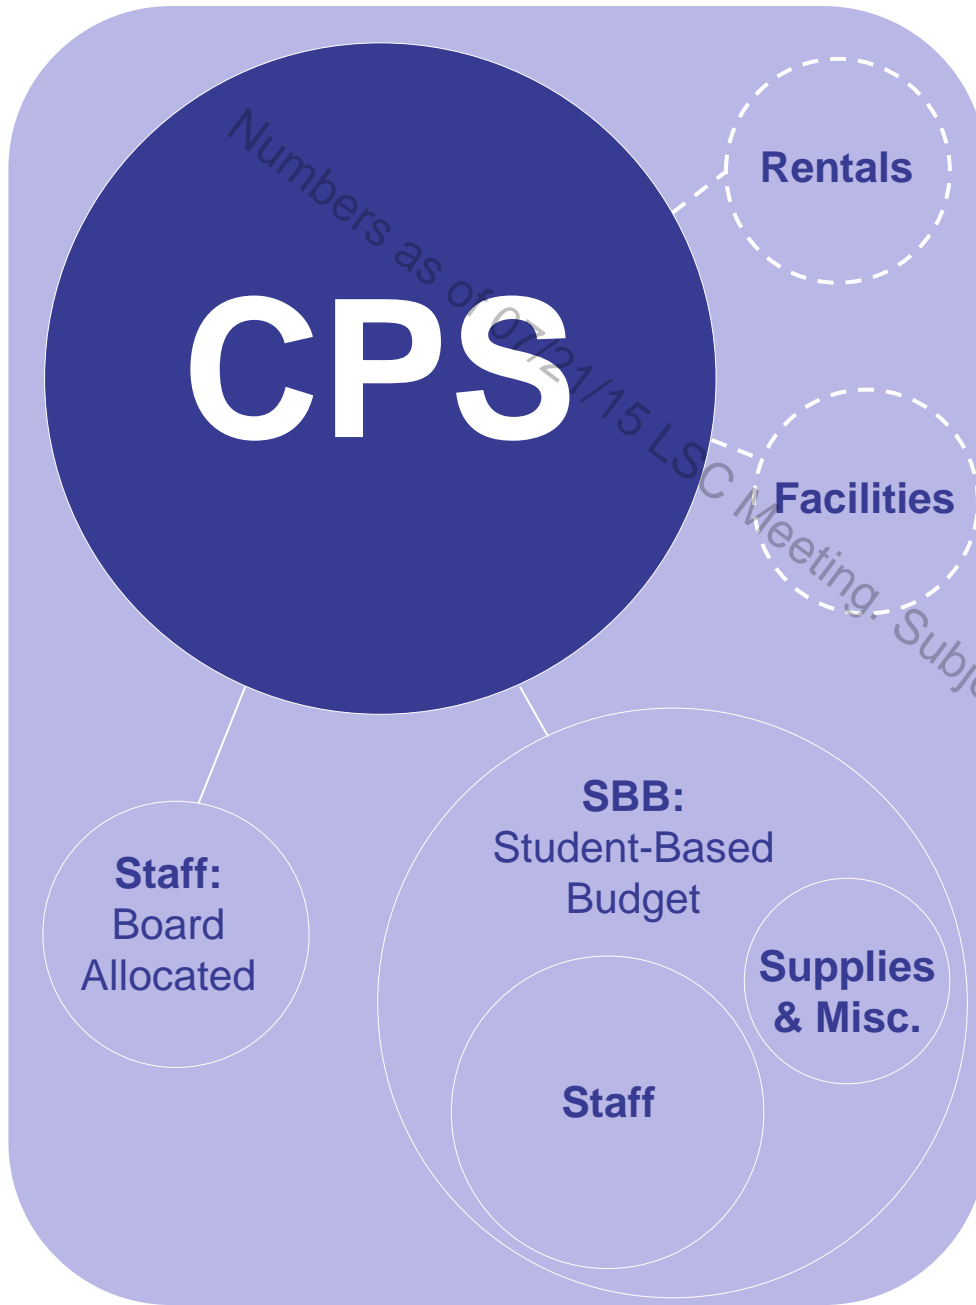 CPS
Rentals
Facilities
Numbers as of 07/21/15 LSC Meeting. 
Staff:
Board
Allocated
SBB:
Student-Based
Budget
Supplies
& Misc.
Staff